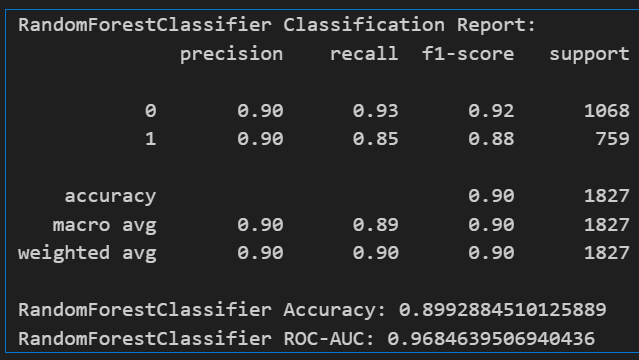 RandomForestClassifier Classification Report:
precision recall f1-score support
0 0.90 0.93 0.92 1068
1 0.90 0.85 0.88 759
accuracy 0.90 1827
macro avg 0.90 0.89 0.90 1827
weighted avg 0.90 0.90 0.90 1827
RandomForestClassifier Accuracy: 0.8992884510125889
RandomForestClassifier ROC-AUC: 0.9684639506940436